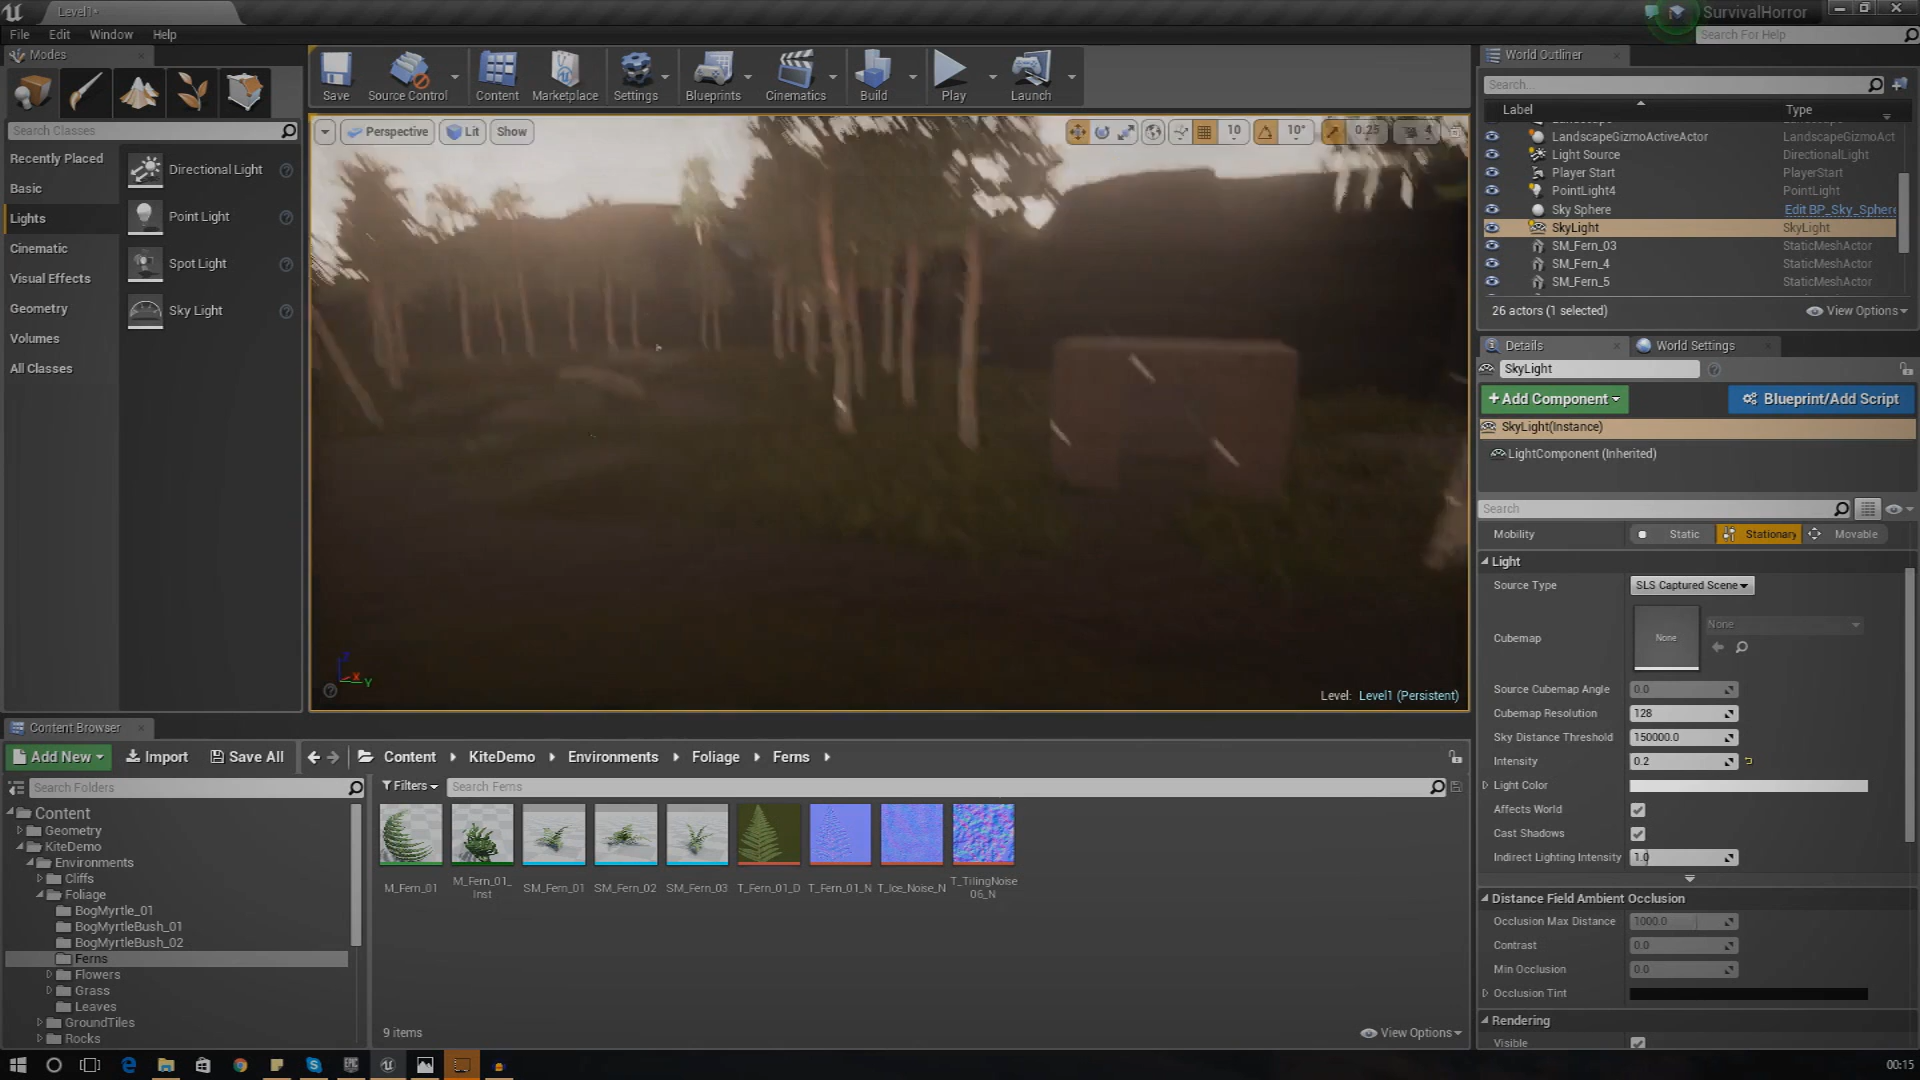 Level1*
SurvivalHorror
File Edit Window Help
Search For Help
Modes
World Outliner
Save
Source Control
Content
Marketplace
Settings
Blueprints
Cinematics
Build
Play
Launch
Search...
Label Type
Search Classes
Perspective Lit Show
10 10° 0.25 4
Recently Placed
Basic
Lights
Cinematic
Visual Effects
Geometry
Volumes
All Classes
Directional Light
Point Light
Spot Light
Sky Light
LandscapeGizmoActiveActor LandscapeGizmoAct
Light Source DirectionalLight
Player Start PlayerStart
PointLight4 PointLight
Sky Sphere Edit BP_Sky_Sphere
SkyLight SkyLight
SM_Fern_03 StaticMeshActor
SM_Fern_4 StaticMeshActor
SM_Fern_5 StaticMeshActor
26 actors (1 selected) View Options
Details World Settings
SkyLight
+Add Component Blueprint/Add Script
SkyLight(Instance)
LightComponent (Inherited)
Search
Mobility Static Stationary Movable
Light
Source Type SLS Captured Scene
Cubemap None None
Source Cubemap Angle 0.0
Cubemap Resolution 128
Sky Distance Threshold 150000.0
Intensity 0.2
Light Color
Affects World
Cast Shadows
Indirect Lighting Intensity 1.0
Distance Field Ambient Occlusion
Occlusion Max Distance 1000.0
Contrast 0.0
Min Occlusion 0.0
Occlusion Tint
Rendering
Visible
Z X Y
Level: Level1 (Persistent)
Content Browser
Add New Import Save All Content KiteDemo Environments Foliage Ferns
Search Folders
Filters Search Ferns
Content
Geometry
KiteDemo
Environments
Cliffs
Foliage
BogMyrtle_01
BogMyrtleBush_01
BogMyrtleBush_02
Ferns
Flowers
Grass
Leaves
GroundTiles
Rocks
M_Fern_01
M_Fern_01_
Inst
SM_Fern_01
SM_Fern_02
SM_Fern_03
T_Fern_01_D
T_Fern_01_N
T_Ice_Noise_N
T_TilingNoise
06_N
9 items View Options
00:15